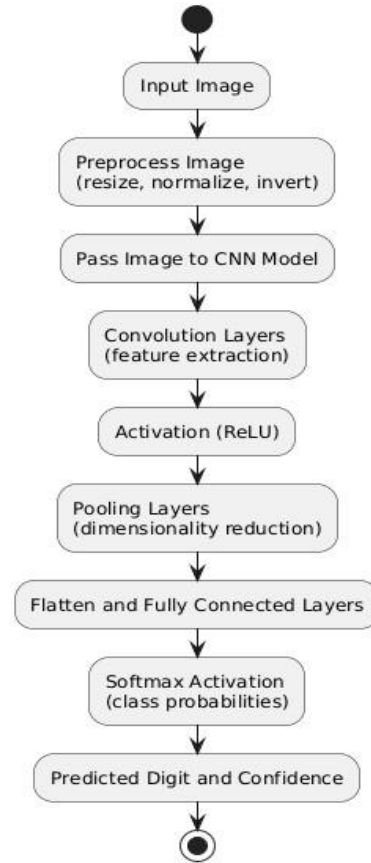 Input Image
Preprocess Image
(resize, normalize, invert)
Pass Image to CNN Model
Convolution Layers
(feature extraction)
Activation (ReLU)
Pooling Layers
(dimensionality reduction)
Flatten and Fully Connected Layers
Softmax Activation
(class probabilities)
Predicted Digit and Confidence